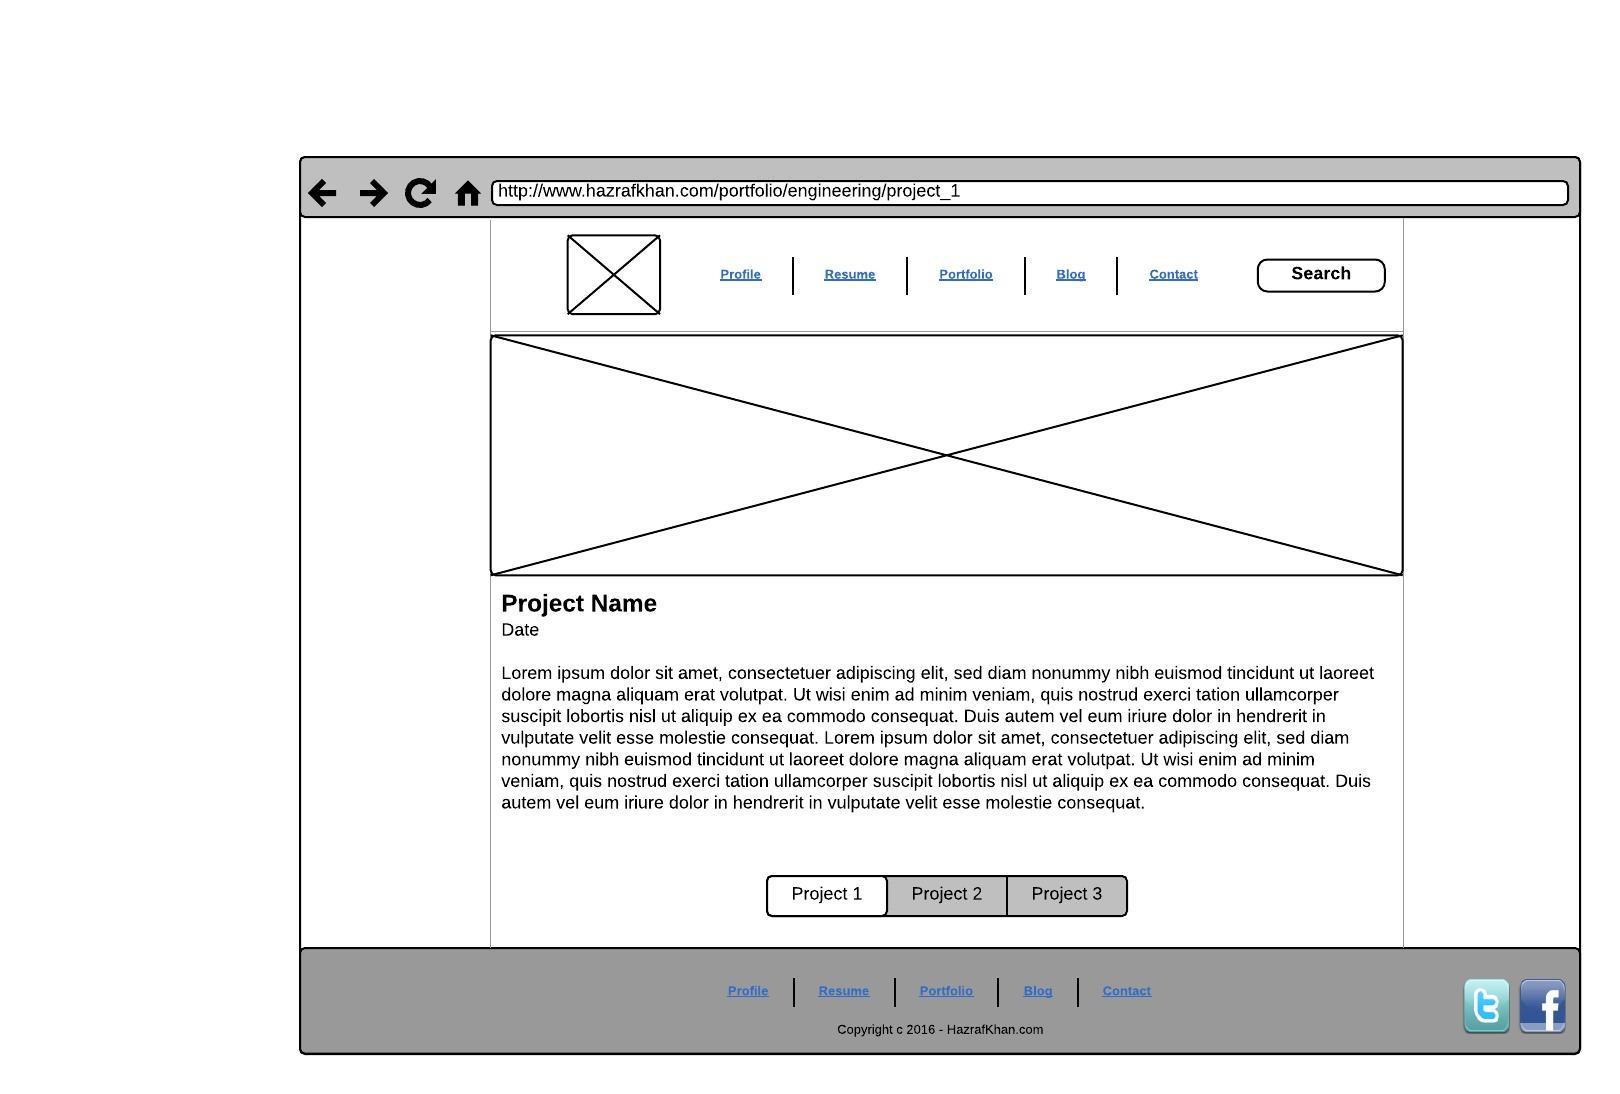 http://www.hazrafkhan.com/portfolio/engineering/project_1
Profile
Resume
Portfolio
Blog
Contact
Search
Project Name
Date
Lorem ipsum dolor sit amet, consectetuer adipiscing elit, sed diam nonummy nibh euismod tincidunt ut laoreet
dolore magna aliquam erat volutpat. Ut wisi enim ad minim veniam, quis nostrud exerci tation ullamcorper
suscipit lobortis nisl ut aliquip ex ea commodo consequat. Duis autem vel eum iriure dolor in hendrerit in
vulputate velit esse molestie consequat. Lorem ipsum dolor sit amet, consectetuer adipiscing elit, sed diam
nonummy nibh euismod tincidunt ut laoreet dolore magna aliquam erat volutpat. Ut wisi enim ad minim
veniam, quis nostrud exerci tation ullamcorper suscipit lobortis nisl ut aliquip ex ea commodo consequat. Duis
autem vel eum iriure dolor in hendrerit in vulputate velit esse molestie consequat.
Project 1
Project 2
Project 3
Profile
Resume
Portfolio
Blog
Contact
Copyright c 2016 - HazrafKhan.com